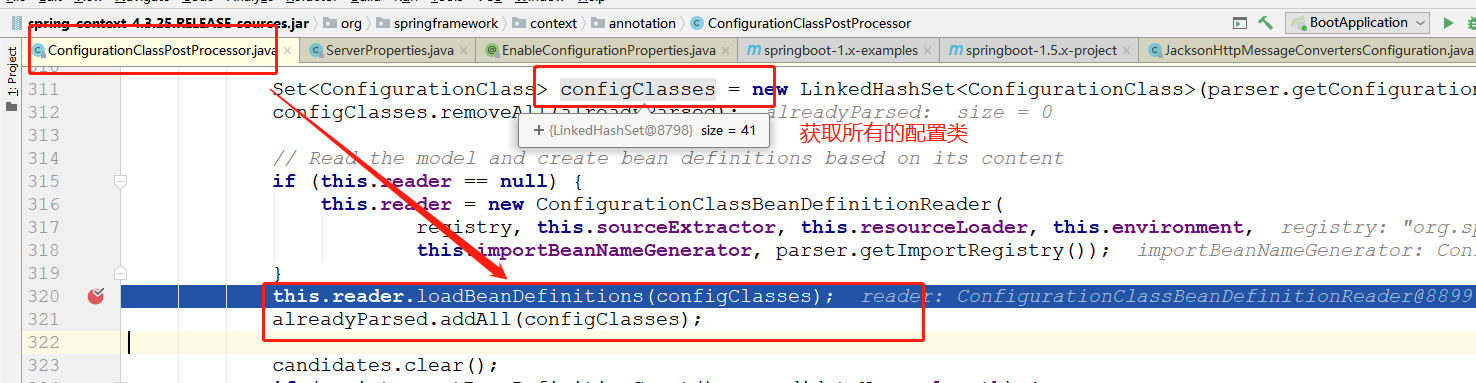 spring-context-4.3.25.RELEASE-sources.jar org springframework context annotation ConfigurationClassPostProcessor BootApplication
ConfigurationClassPostProcessor.java ServerProperties.java EnableConfigurationProperties.java springboot-1.x-examples springboot-1.5.x-project JacksonHttpMessageConvertersConfiguration.java
1: Project
311 Set<ConfigurationClass> configClasses = new LinkedHashSet<ConfigurationClass>(parser.getConfiguration
312 configClasses.removeAll(alreadyParsed); alreadyParsed: size = 0
+ {LinkedHashSet@8798} size = 41
获取所有的配置类
313
314 // Read the model and create bean definitions based on its content
315 if (this.reader == null) {
316 this.reader = new ConfigurationClassBeanDefinitionReader(
317 registry, this.sourceExtractor, this.resourceLoader, this.environment, registry: "org.sp
318 this.importBeanNameGenerator, parser.getImportRegistry()); importBeanNameGenerator: Con
319 }
320 this.reader.loadBeanDefinitions(configClasses); reader: ConfigurationClassBeanDefinitionReader@8899
321 alreadyParsed.addAll(configClasses);
322
323 candidates.clear();